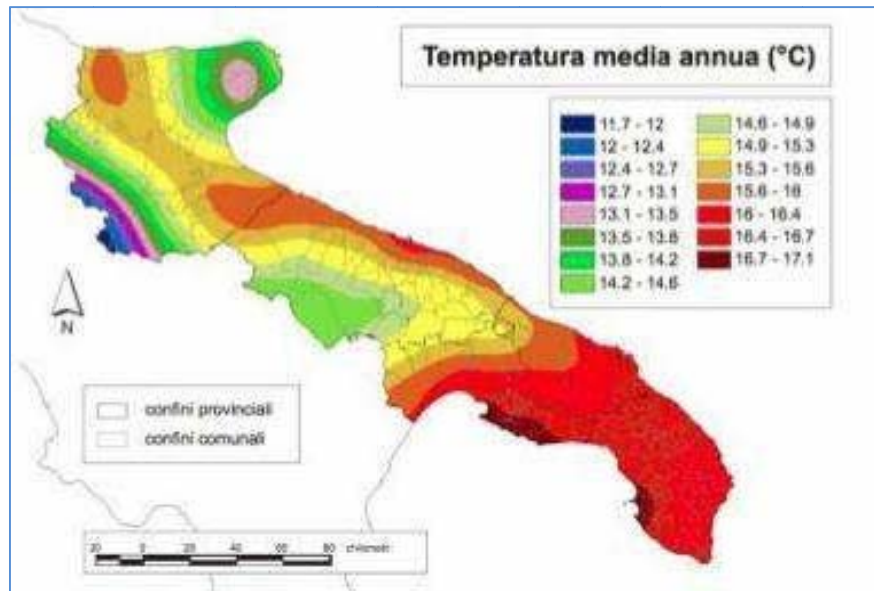 Temperatura media annua (°C)
11.7 - 12
12 - 12.4
12.4 - 12.7
12.7 - 13.1
13.1 - 13.5
13.5 - 13.8
13.8 - 14.2
14.2 - 14.6
14.6 - 14.9
14.9 - 15.3
15.3 - 15.6
15.6 - 16
16 - 16.4
16.4 - 16.7
16.7 - 17.1
N
confini provinciali
confini comunali
20 0 20 40 60 80 chilometri